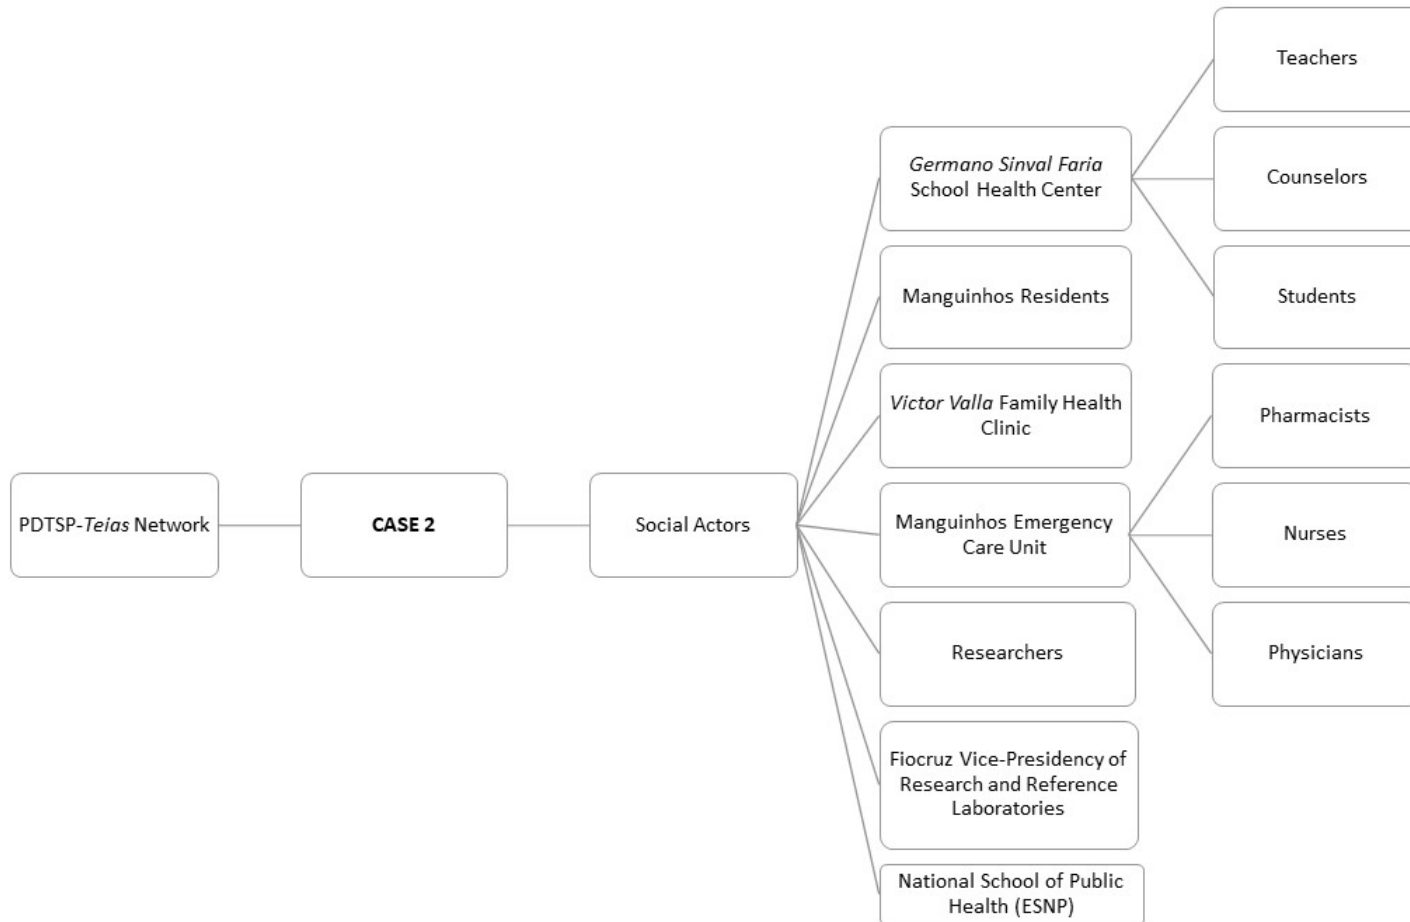 PDTSP-Teias Network
CASE 2
Social Actors
Germano Sinval Faria
School Health Center
Teachers
Counselors
Students
Manguinhos Residents
Victor Valla Family Health
Clinic
Manguinhos Emergency
Care Unit
Pharmacists
Nurses
Physicians
Researchers
Fiocruz Vice-Presidency of
Research and Reference
Laboratories
National School of Public
Health (ESNP)